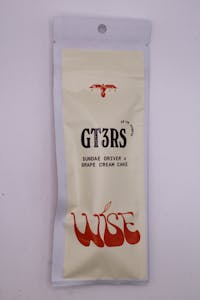 GT3RS
SUNDAE DRIVER x
GRAPE CREAM CAKE
WISE